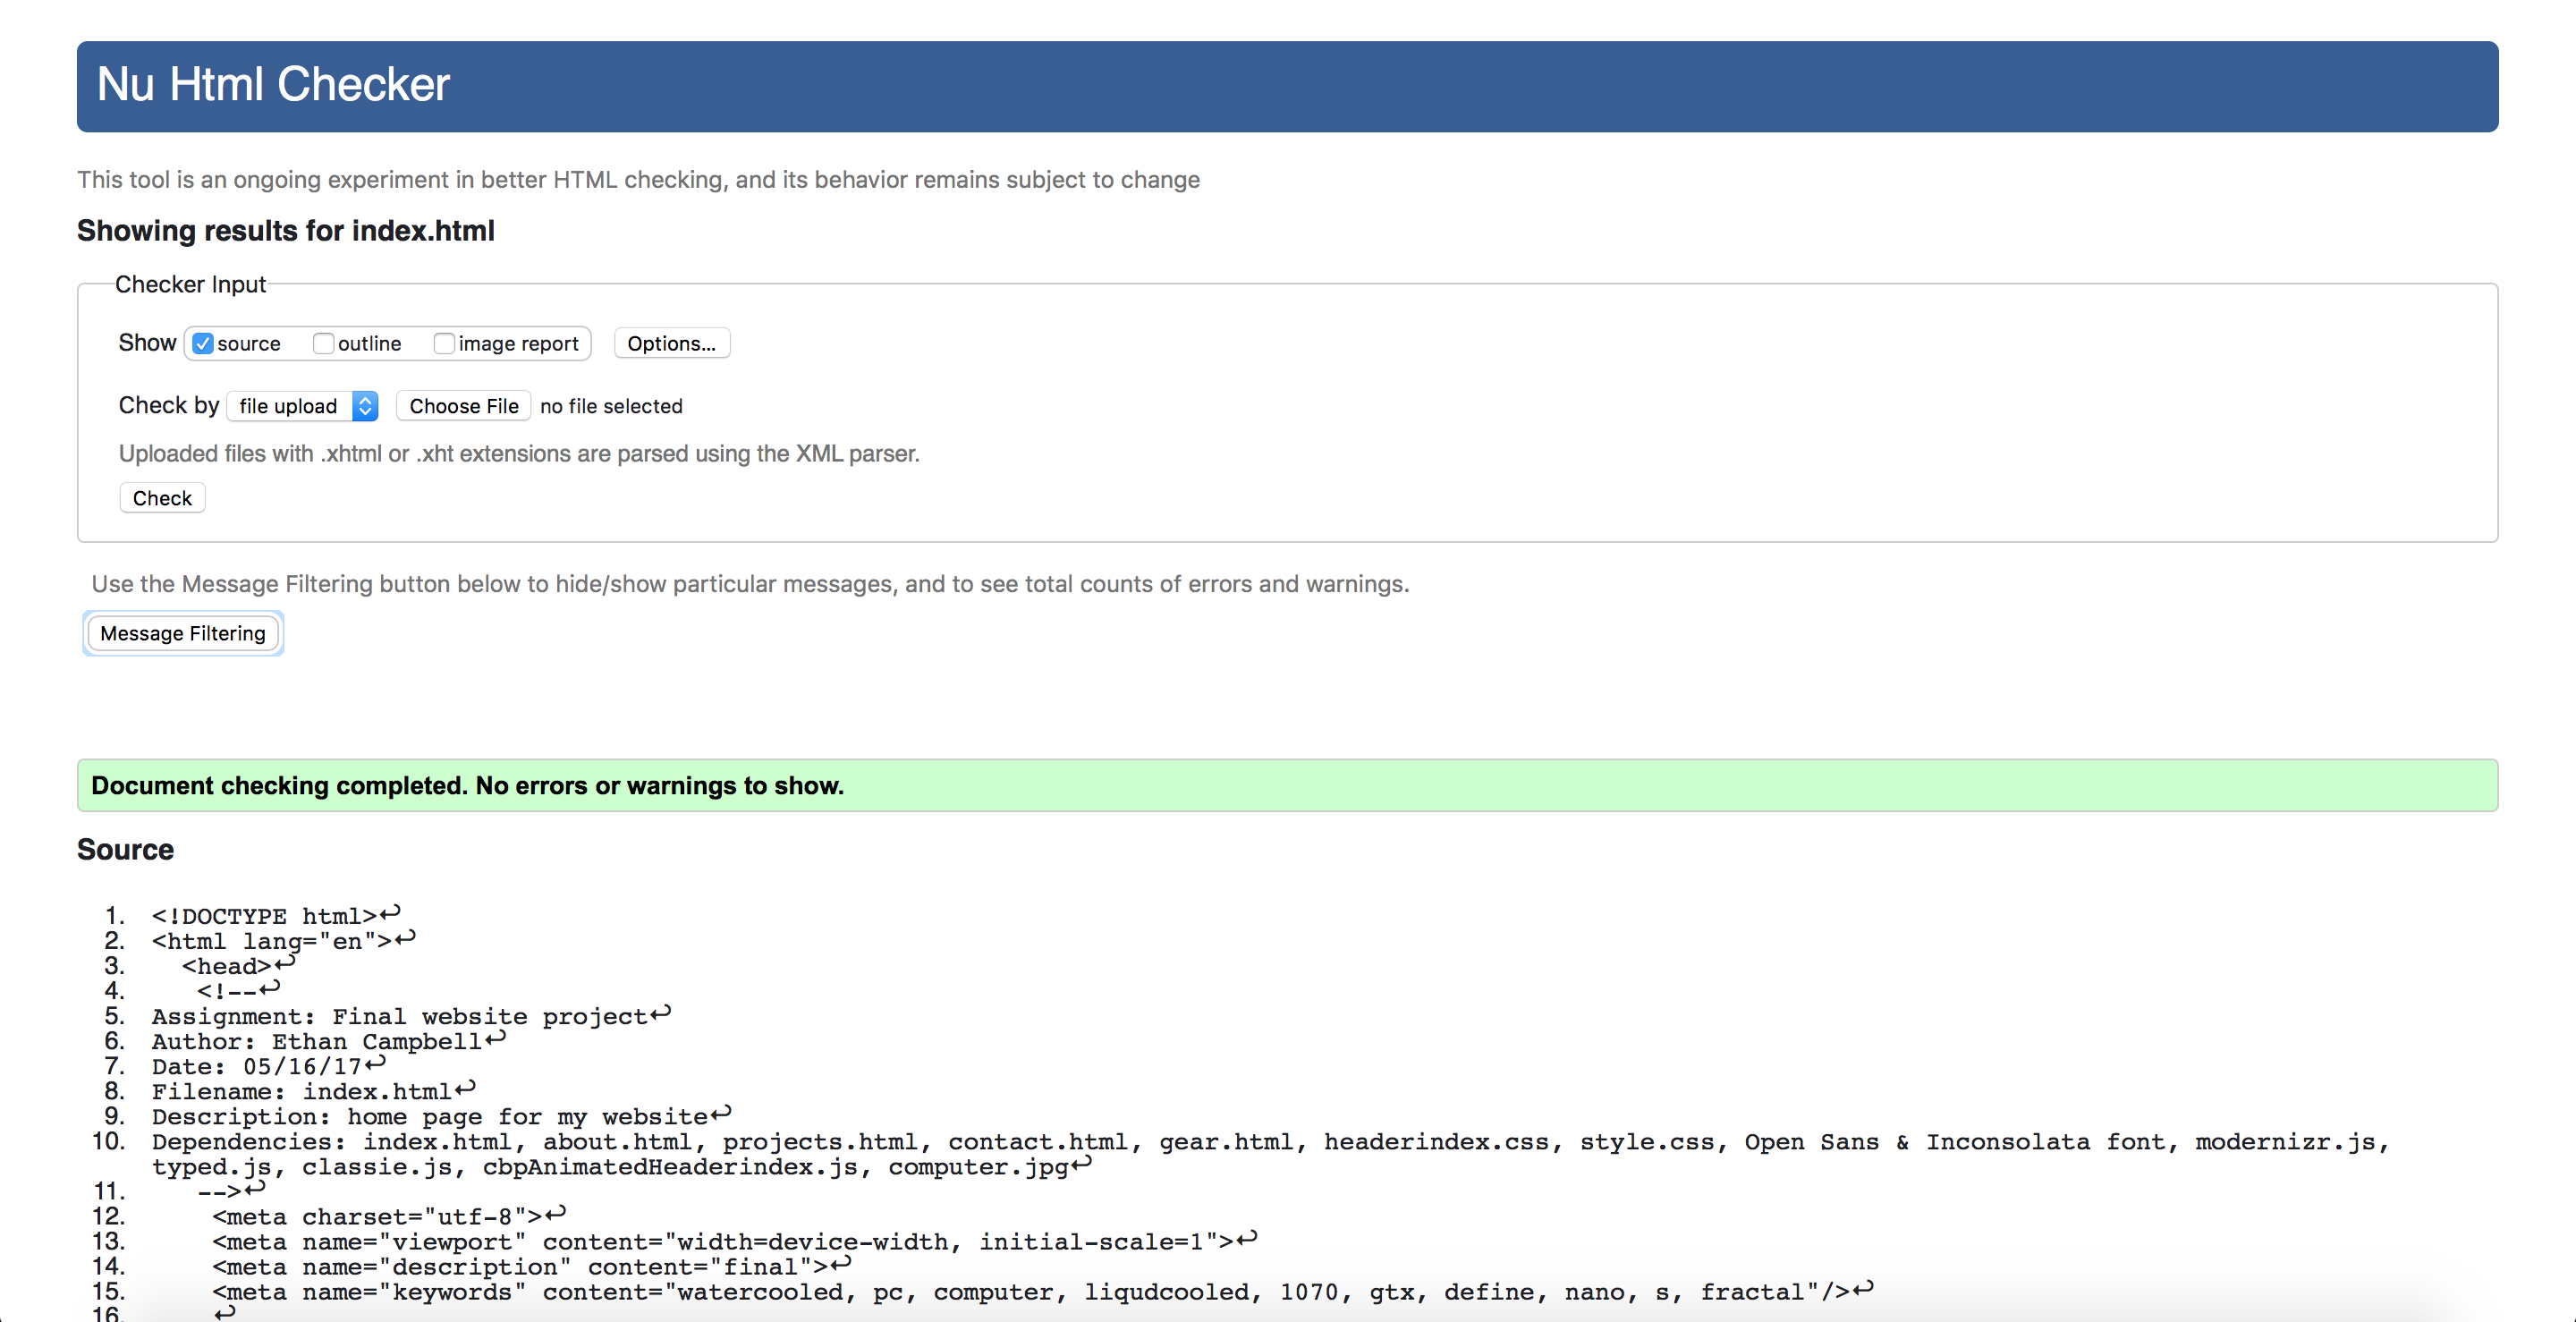 Nu Html Checker
This tool is an ongoing experiment in better HTML checking, and its behavior remains subject to change
Showing results for index.html
Checker Input
Show source outline image report Options...
Check by file upload Choose File no file selected
Uploaded files with .xhtml or .xht extensions are parsed using the XML parser.
Check
Use the Message Filtering button below to hide/show particular messages, and to see total counts of errors and warnings.
Message Filtering
Document checking completed. No errors or warnings to show.
Source
1. <!DOCTYPE html>↩
2. <html lang="en">↩
3. <head>↩
4. <!--↩
5. Assignment: Final website project↩
6. Author: Ethan Campbell↩
7. Date: 05/16/17↩
8. Filename: index.html↩
9. Description: home page for my website↩
10. Dependencies: index.html, about.html, projects.html, contact.html, gear.html, headerindex.css, style.css, Open Sans & Inconsolata font, modernizr.js,
typed.js, classie.js, cbpAnimatedHeaderindex.js, computer.jpg↩
11. -->↩
12. <meta charset="utf-8">↩
13. <meta name="viewport" content="width=device-width, initial-scale=1">↩
14. <meta name="description" content="final">↩
15. <meta name="keywords" content="watercooled, pc, computer, liqudcooled, 1070, gtx, define, nano, s, fractal"/>↩
16. ↩